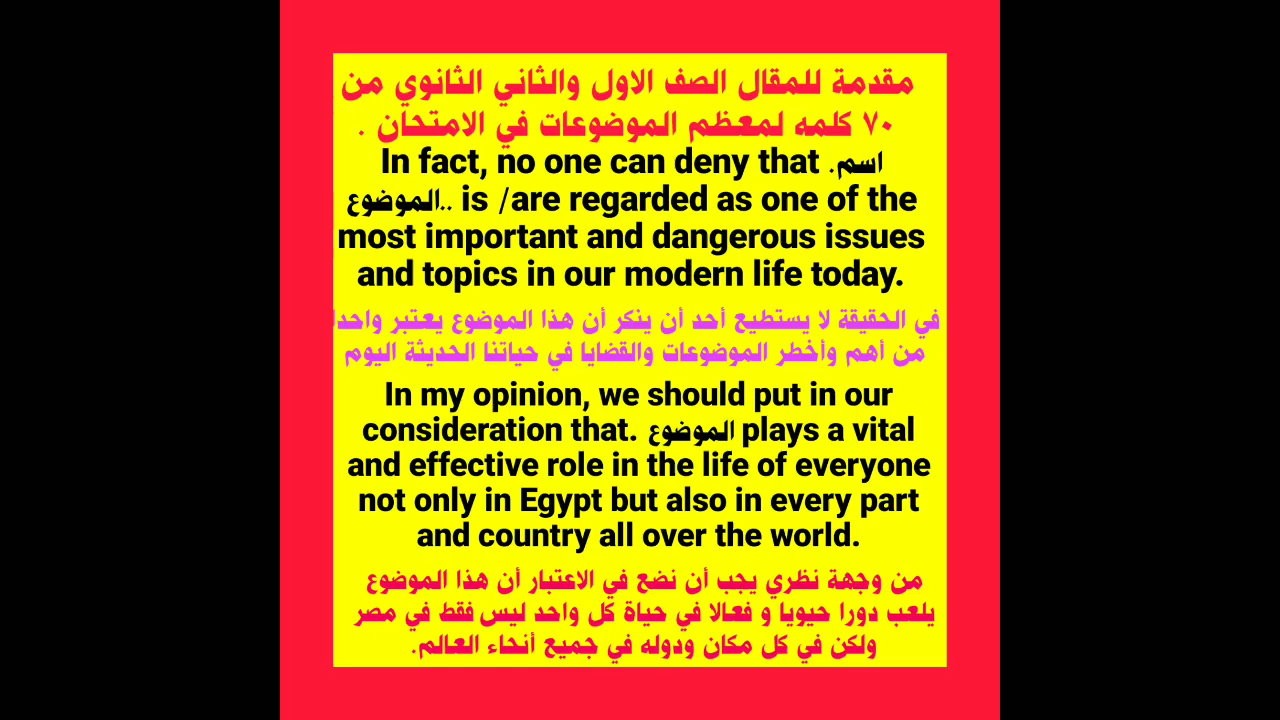 مقدمة للمقال الصف الاول والثاني الثانوي من
٧٠ كلمه لمعظم الموضوعات في الامتحان .
In fact, no one can deny that .اسم
الموضوع.. is /are regarded as one of the
most important and dangerous issues
and topics in our modern life today.
في الحقيقة لا يستطيع أحد أن ينكر أن هذا الموضوع يعتبر واحدا
من أهم وأخطر الموضوعات والقضايا في حياتنا الحديثة اليوم
In my opinion, we should put in our
consideration that. الموضوع plays a vital
and effective role in the life of everyone
not only in Egypt but also in every part
and country all over the world.
من وجهة نظري يجب أن نضع في الاعتبار أن هذا الموضوع
يلعب دورا حيويا و فعالا في حياة كل واحد ليس فقط في مصر
ولكن في كل مكان ودوله في جميع أنحاء العالم.